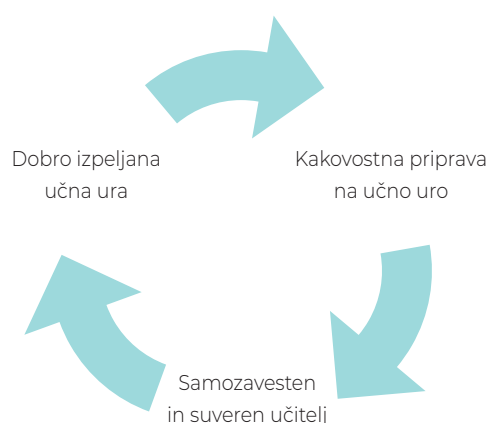 Dobro izpeljana
učna ura
Kakovostna priprava
na učno uro
Samozavesten
in suveren učitelj